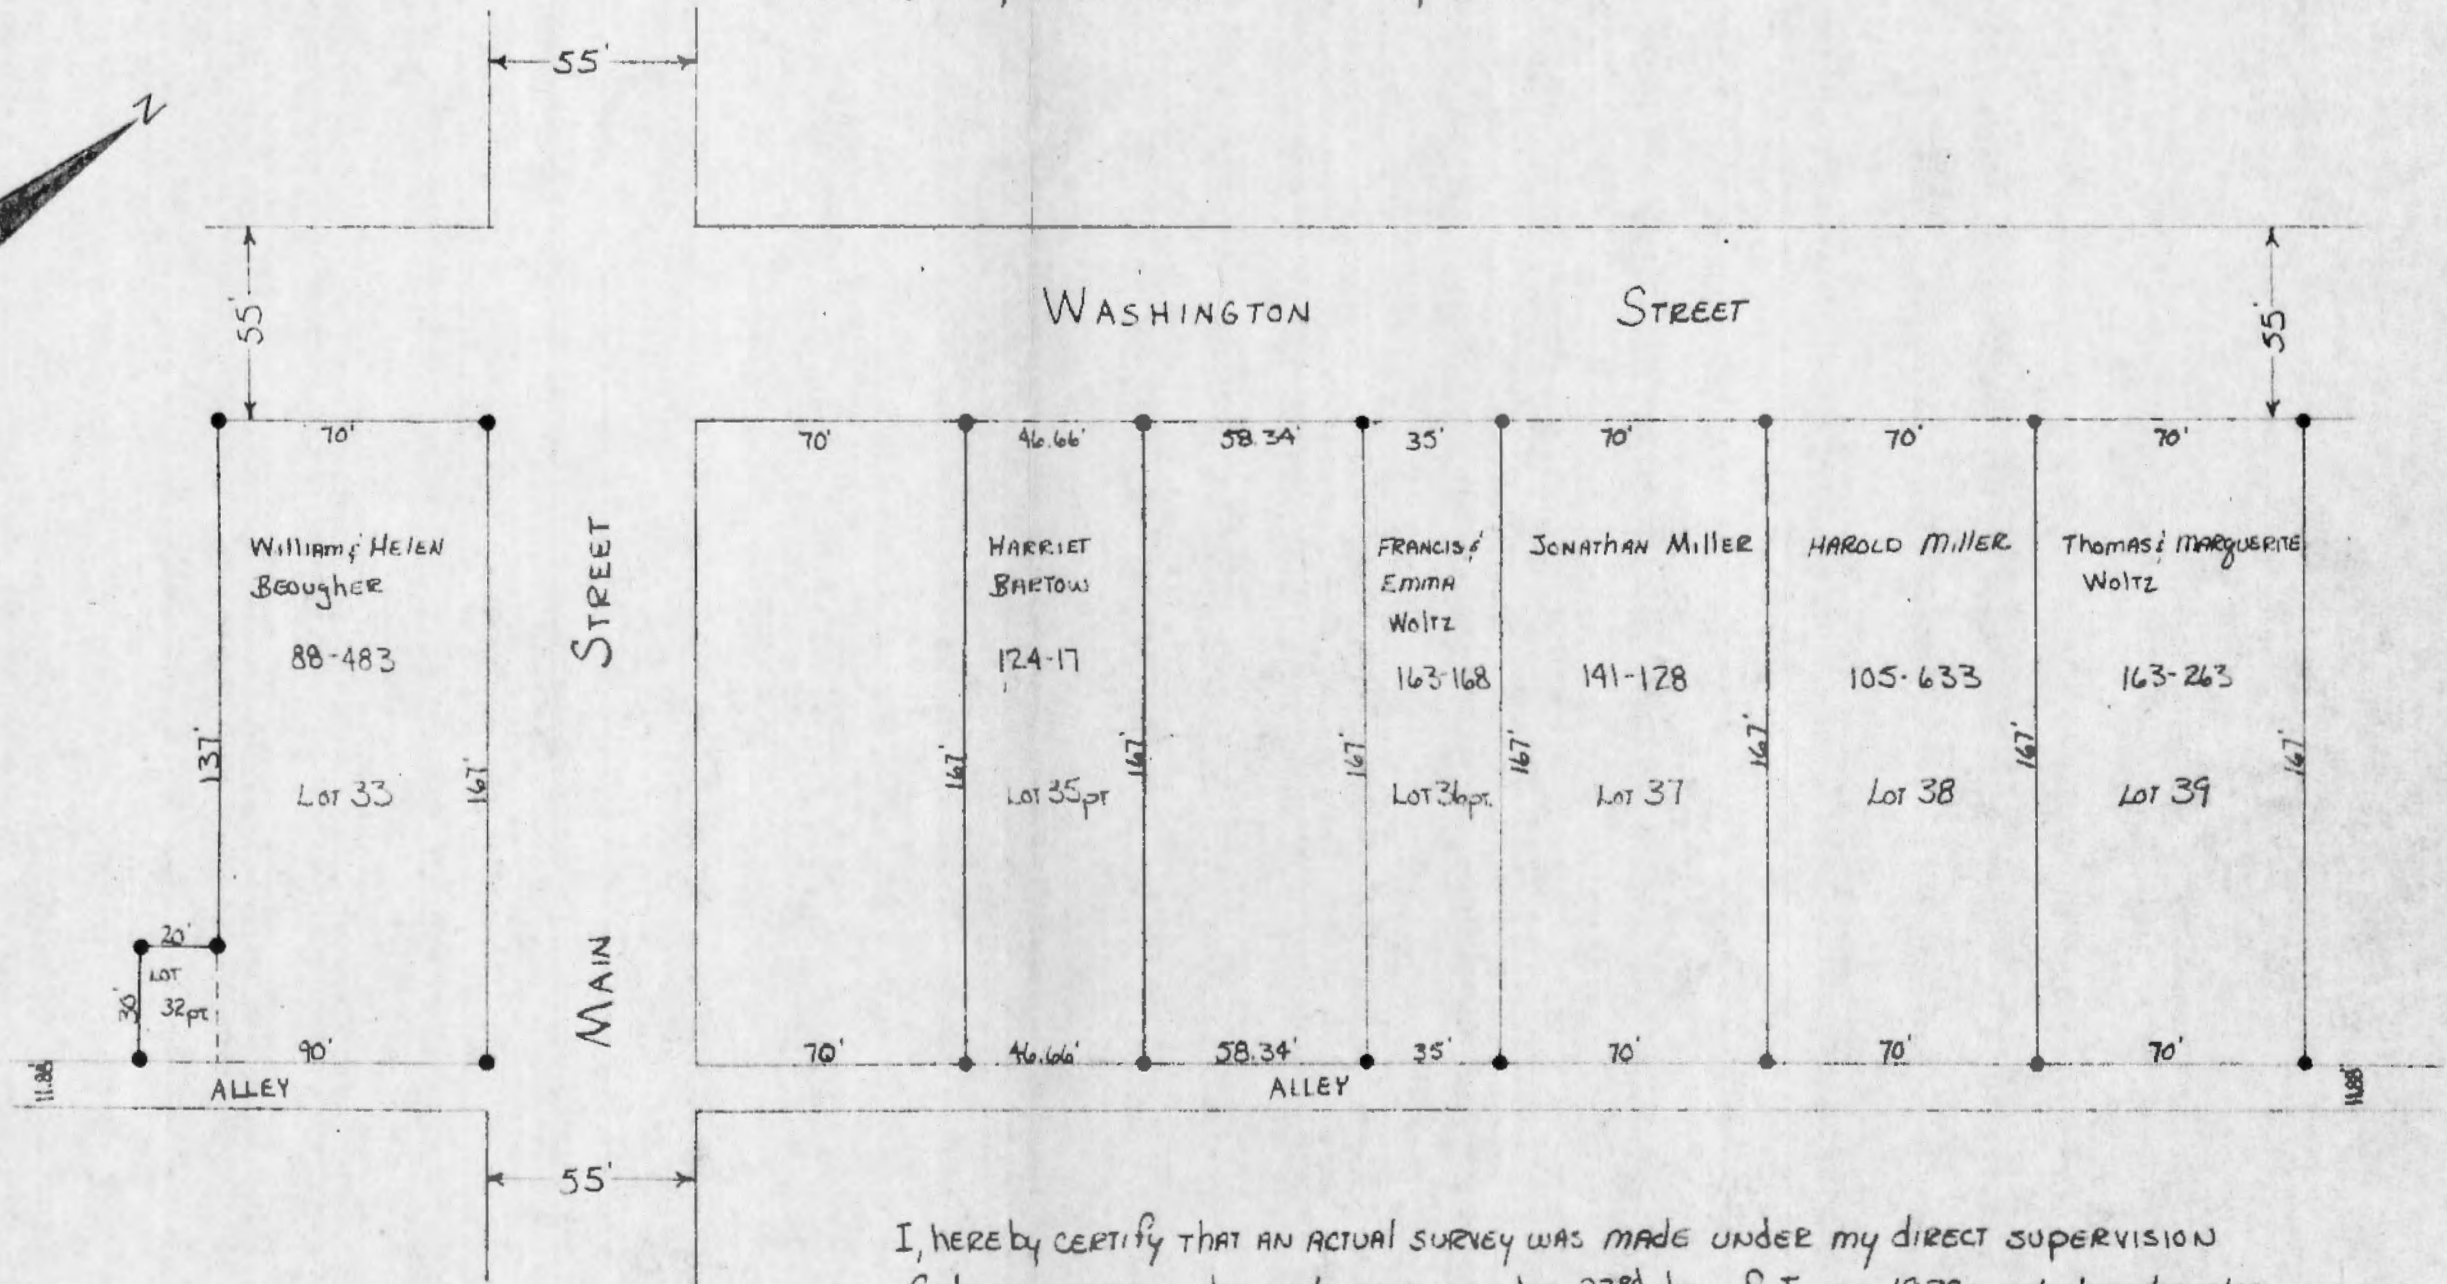 55'
N
55'
WASHINGTON STREET
55'
70'
70'
46.66'
58.34'
35'
70'
70'
70'
William & HELEN
BEOugHER
88-483
Lot 33
137'
167'
STREET
MAIN
HARRIET
BARTOW
124-17
Lot 35pt
167'
167'
FRANCIS &
EMMA
Woltz
163-168
Lot 36pt.
167'
167'
JONAThAN Miller
141-128
Lot 37
167'
HAROLD Miller
105-633
Lot 38
167'
ThomAS & MARguERITE
Woltz
163-263
Lot 39
167'
20'
LOT
32pt
30'
90'
70'
46.66'
58.34'
35'
70'
70'
70'
11.88'
ALLEY
ALLEY
11.88'
55'
I, hEREby CERTify ThAT AN ACTUAl SURVEy WAS mAdE UNdER my diRECT SUpERViSION